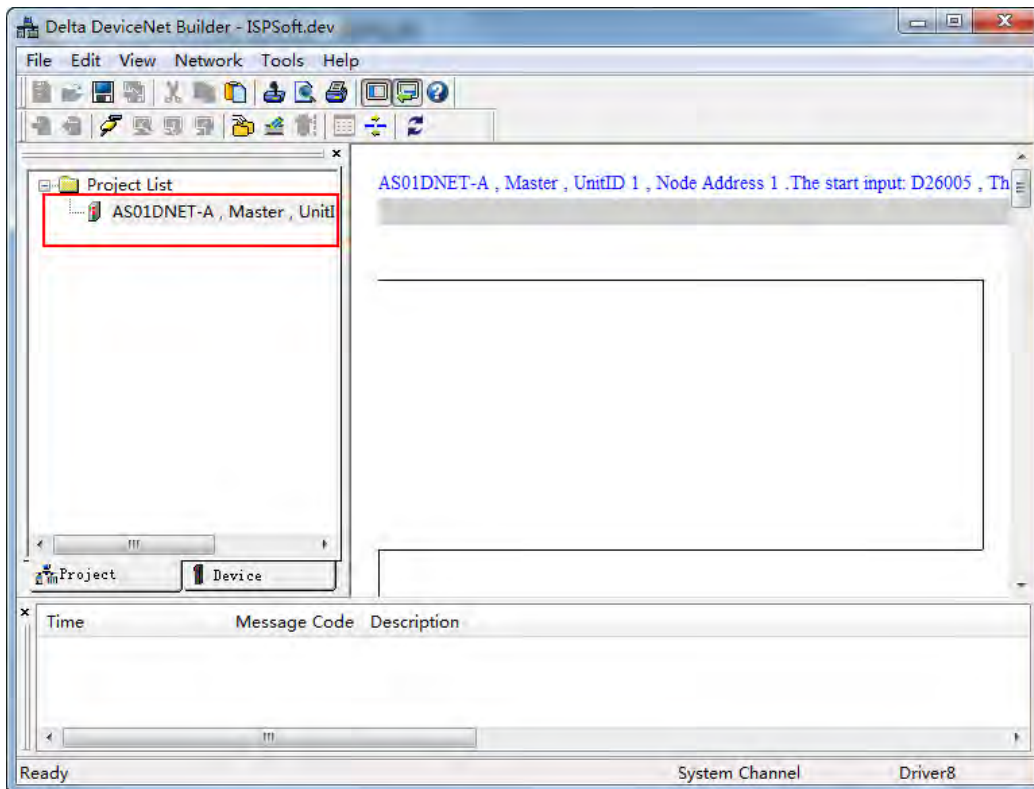 Delta DeviceNet Builder - ISPSoft.dev
File Edit View Network Tools Help
Project List
AS01DNET-A , Master , UnitI
AS01DNET-A , Master , UnitID 1 , Node Address 1 .The start input: D26005 , Th
Project Device
Time Message Code Description
Ready System Channel Driver8